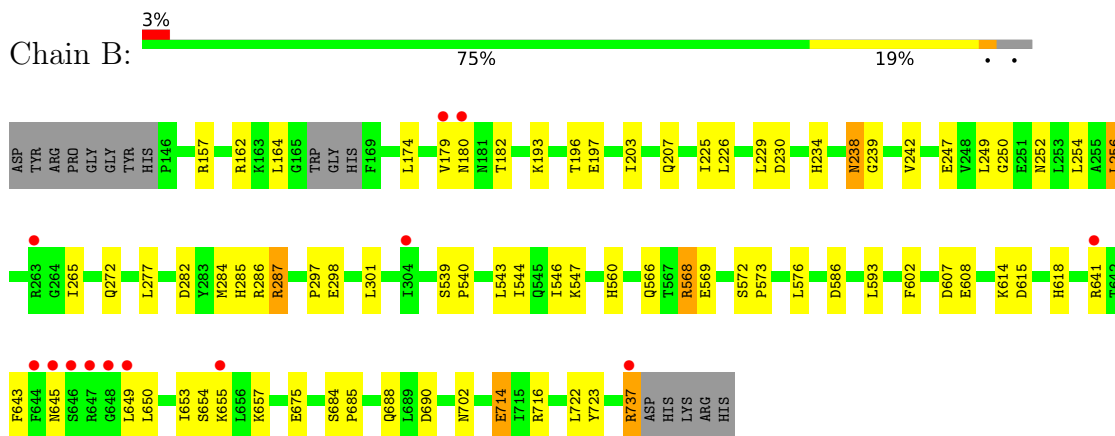 3%
Chain B:
75% 19% • •
ASP TYR ARG PRO GLY GLY TYR HIS P146 R157 R162 K163 L164 G165 TRP GLY HIS F169 L174 V179 N180 N181 T182 K193 T196 E197 I203 Q207 I225 L226 L229 D230 H234 N238 G239 V242 E247 V248 L249 G250 E251 N252 L253 L254 A255 L256
R263 G264 I265 Q272 L277 D282 Y283 M284 H285 R286 R287 P297 E298 L301 I304 S539 P540 L543 I544 Q545 I546 K547 H560 Q566 T567 R568 E569 S572 P573 L576 D586 L593 F602 D607 E608 K614 D615 H618 R641 T642
F643 F644 N645 S646 R647 G648 L649 L650 I653 S654 K655 L656 K657 E675 S684 P685 Q688 L689 D690 N702 E714 I715 R716 L722 Y723 R737 ASP HIS LYS ARG HIS